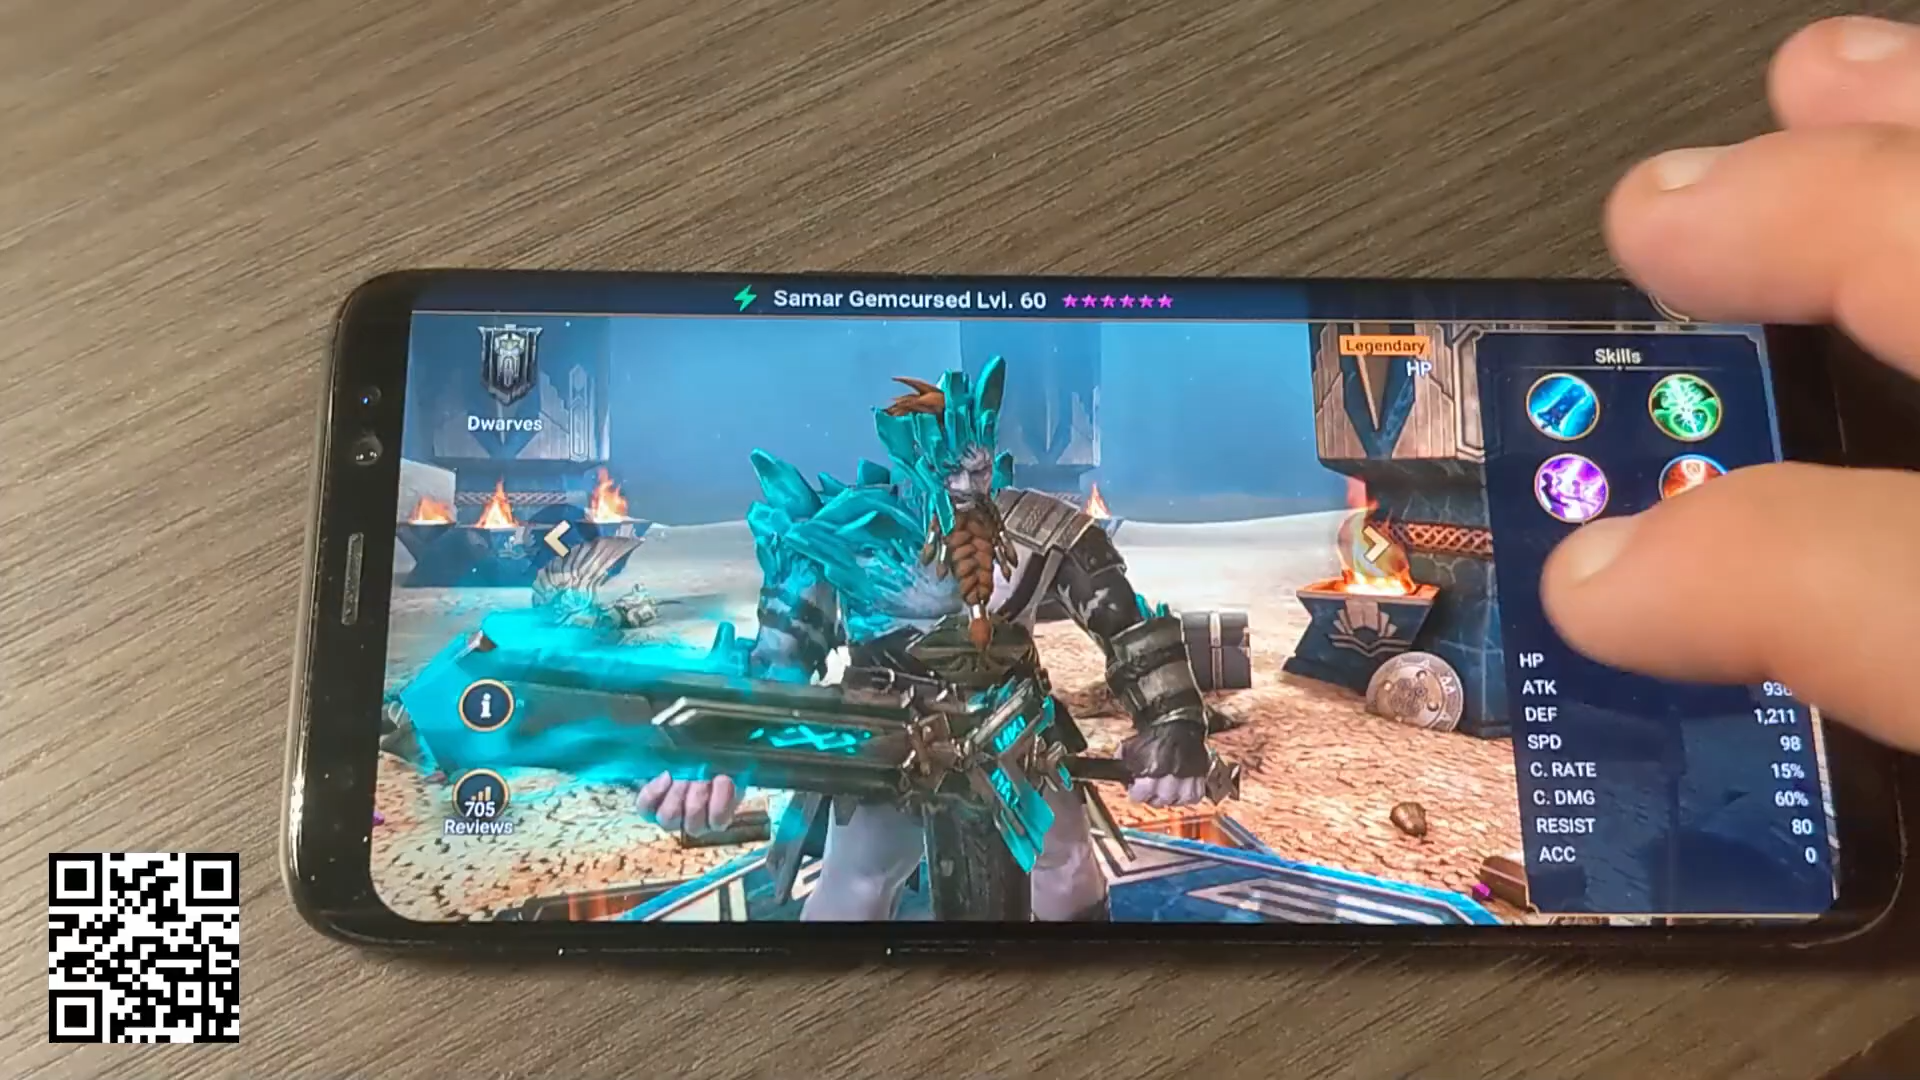 Samar Gemcursed Lvl. 60
Dwarves
Legendary
HP
Skills
HP
ATK
DEF 1,211
SPD 98
C. RATE 15%
C. DMG 60%
RESIST 80
ACC 0
i
705
Reviews